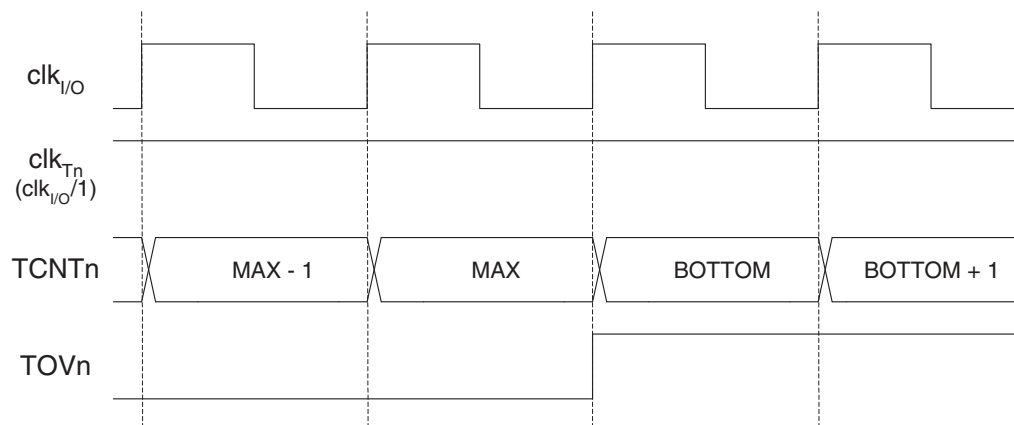 clkI/O
clkTn
(clkI/O/1)
TCNTn
MAX - 1
MAX
BOTTOM
BOTTOM + 1
TOVn